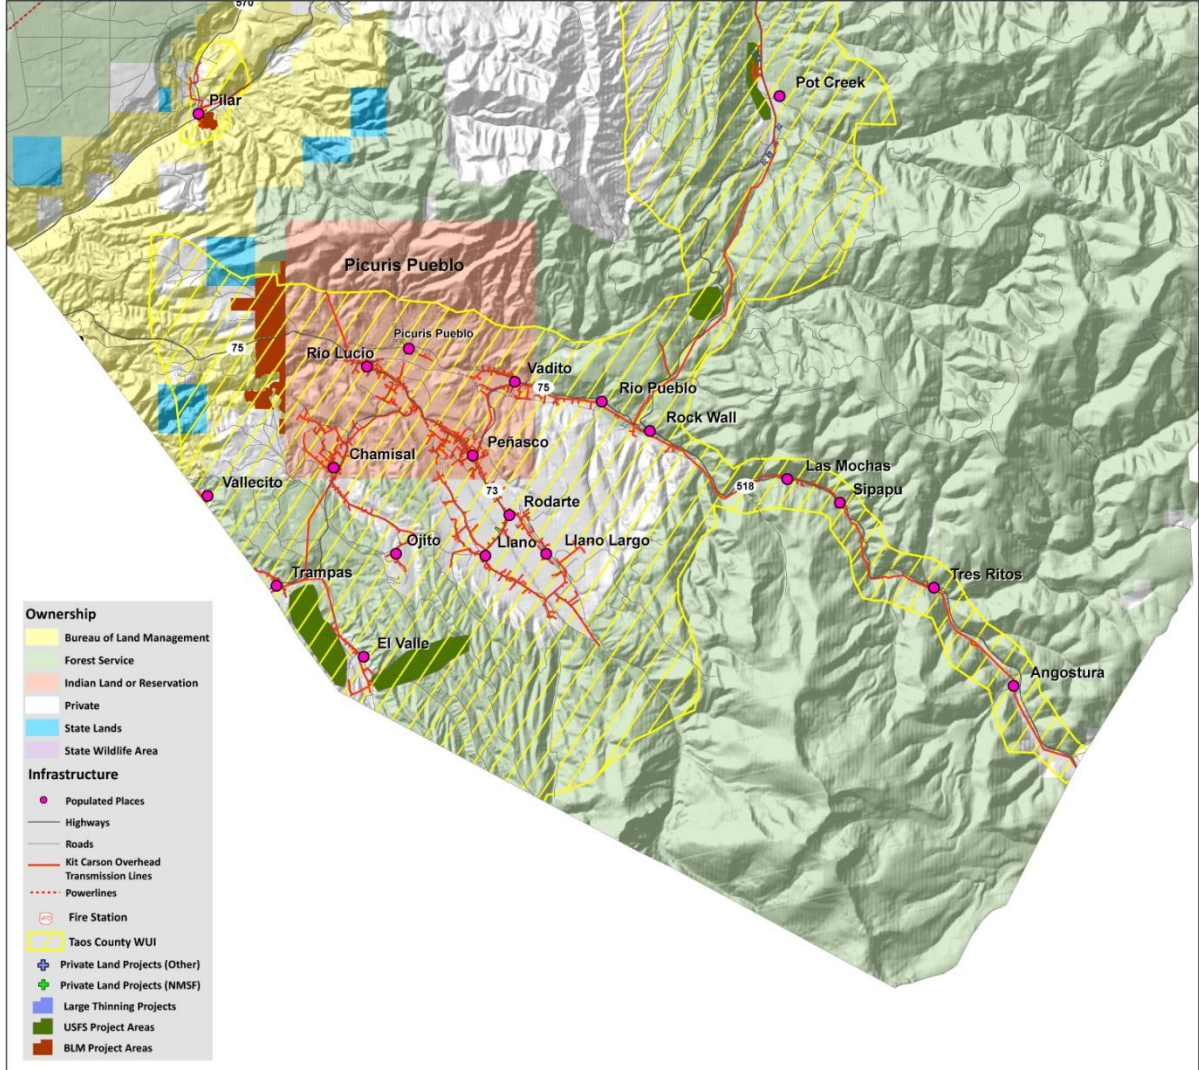 570
Pilar
Pot Creek
Picuris Pueblo
75
Picuris Pueblo
Rio Lucio
Vadito
75
Rio Pueblo
Rock Wall
Peñasco
Chamisal
Las Mochas
518
Sipapu
Vallecito
73
Rodarte
Ojito
Llano
Llano Largo
Trampas
Tres Ritos
El Valle
Angostura
Ownership
Bureau of Land Management
Forest Service
Indian Land or Reservation
Private
State Lands
State Wildlife Area
Infrastructure
Populated Places
Highways
Roads
Kit Carson Overhead
Transmission Lines
Powerlines
Fire Station
Taos County WUI
Private Land Projects (Other)
Private Land Projects (NMSF)
Large Thinning Projects
USFS Project Areas
BLM Project Areas